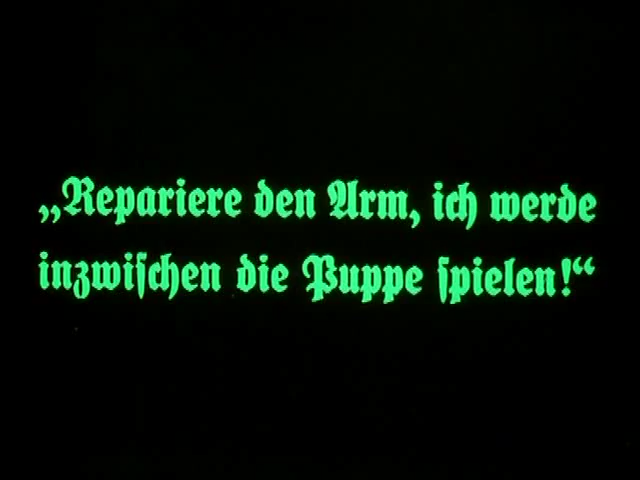 „Repariere den Arm, ich werde
inzwiſchen die Puppe ſpielen!“